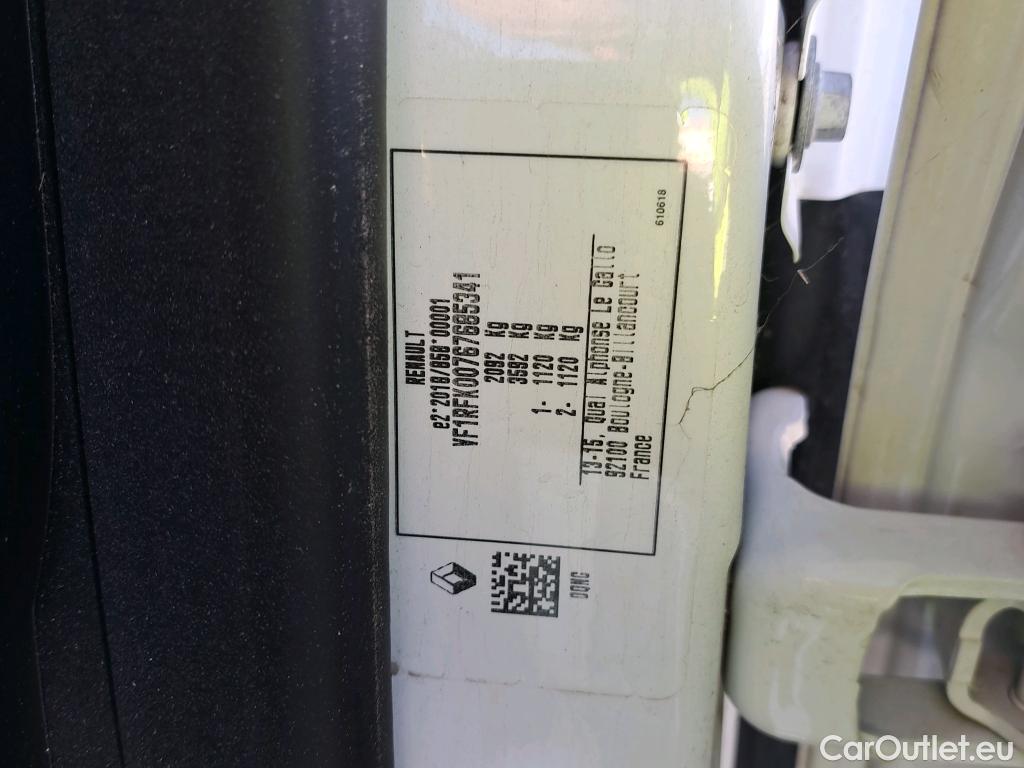 RENAULT
e2*2018/858*00001
VF1RFK00767685341
2092 Kg
3592 Kg
1- 1120 Kg
2- 1120 Kg
13-15, Quai Alphonse Le Gallo
92100 Boulogne-Billancourt
France
610618
DQNG
CarOutlet.eu